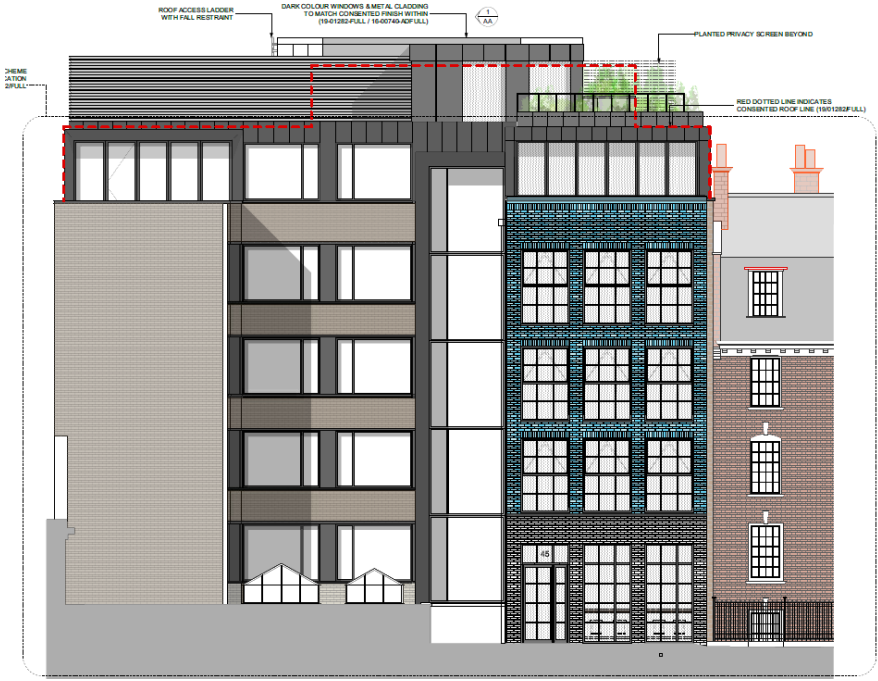 ROOF ACCESS LADDER
WITH FALL RESTRAINT
DARK COLOUR WINDOWS & METAL CLADDING
TO MATCH CONSENTED FINISH WITHIN
(19-01282-FULL / 16-00740-ADFULL)
1
AA
PLANTED PRIVACY SCREEN BEYOND
CHEME
CATION
2/FULL
RED DOTTED LINE INDICATES
CONSENTED ROOF LINE (19/01282/FULL)
45